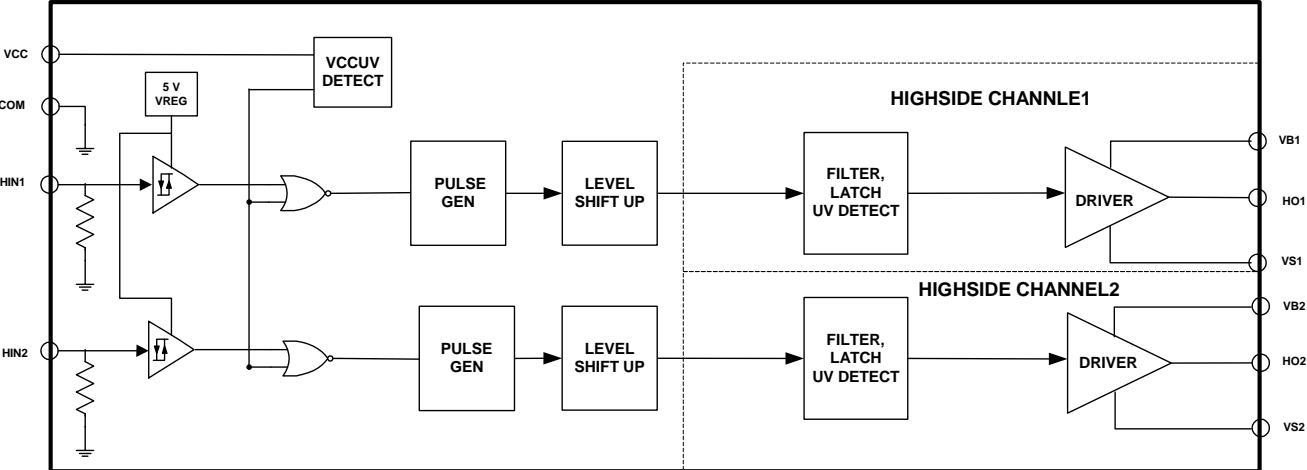 VCC
VCCUV
DETECT
5 V
VREG
COM
HIGHSIDE CHANNLE1
VB1
HIN1
PULSE
GEN
LEVEL
SHIFT UP
FILTER,
LATCH
UV DETECT
DRIVER
HO1
VS1
HIGHSIDE CHANNEL2
VB2
HIN2
PULSE
GEN
LEVEL
SHIFT UP
FILTER,
LATCH
UV DETECT
DRIVER
HO2
VS2